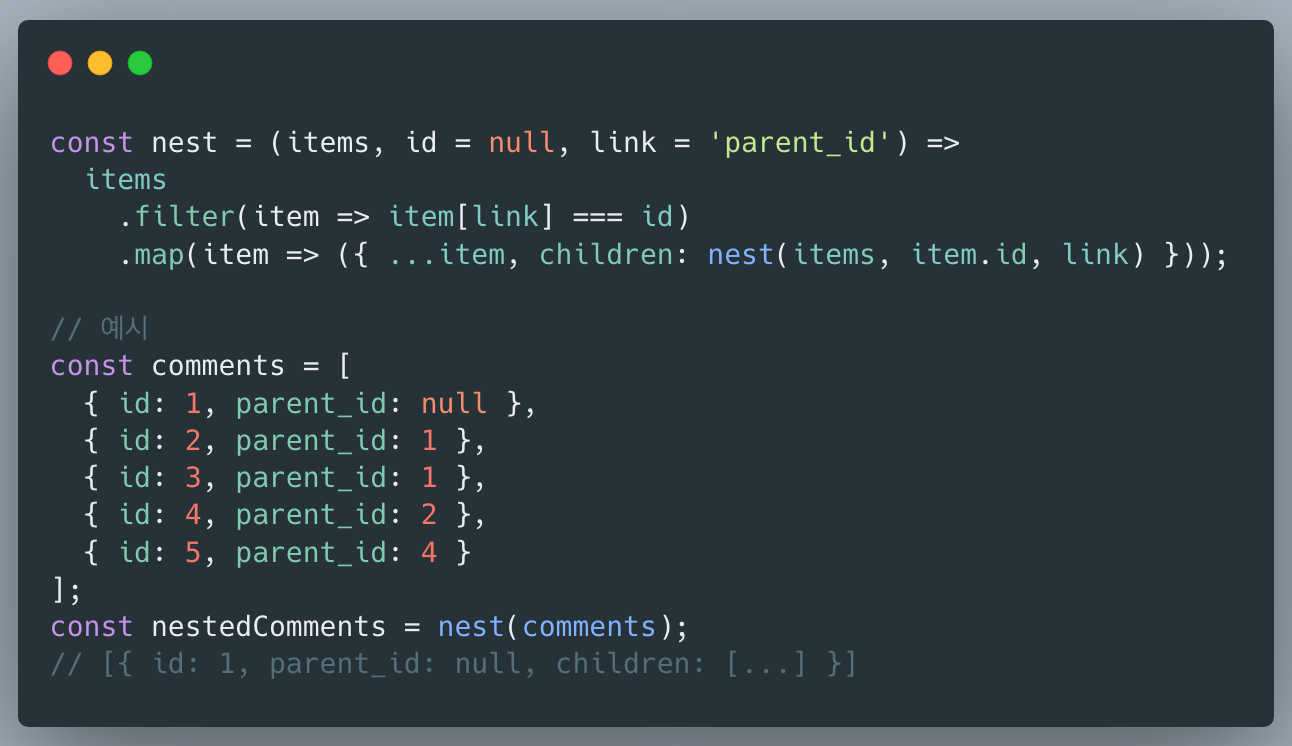 const nest = (items, id = null, link = 'parent_id') =>
  items
    .filter(item => item[link] === id)
    .map(item => ({ ...item, children: nest(items, item.id, link) }));

// 예시
const comments = [
  { id: 1, parent_id: null },
  { id: 2, parent_id: 1 },
  { id: 3, parent_id: 1 },
  { id: 4, parent_id: 2 },
  { id: 5, parent_id: 4 }
];
const nestedComments = nest(comments);
// [{ id: 1, parent_id: null, children: [...] }]